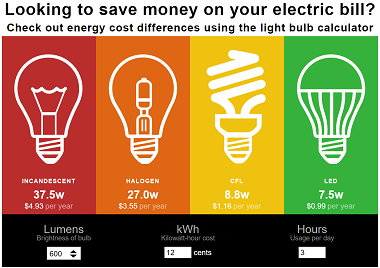 Looking to save money on your electric bill?
Check out energy cost differences using the light bulb calculator
INCANDESCENT HALOGEN CFL LED
37.5w 27.0w 8.8w 7.5w
$4.93 per year $3.55 per year $1.16 per year $0.99 per year
Lumens kWh Hours
Brightness of bulb Kilowatt-hour cost Usage per day
600 12 cents 3